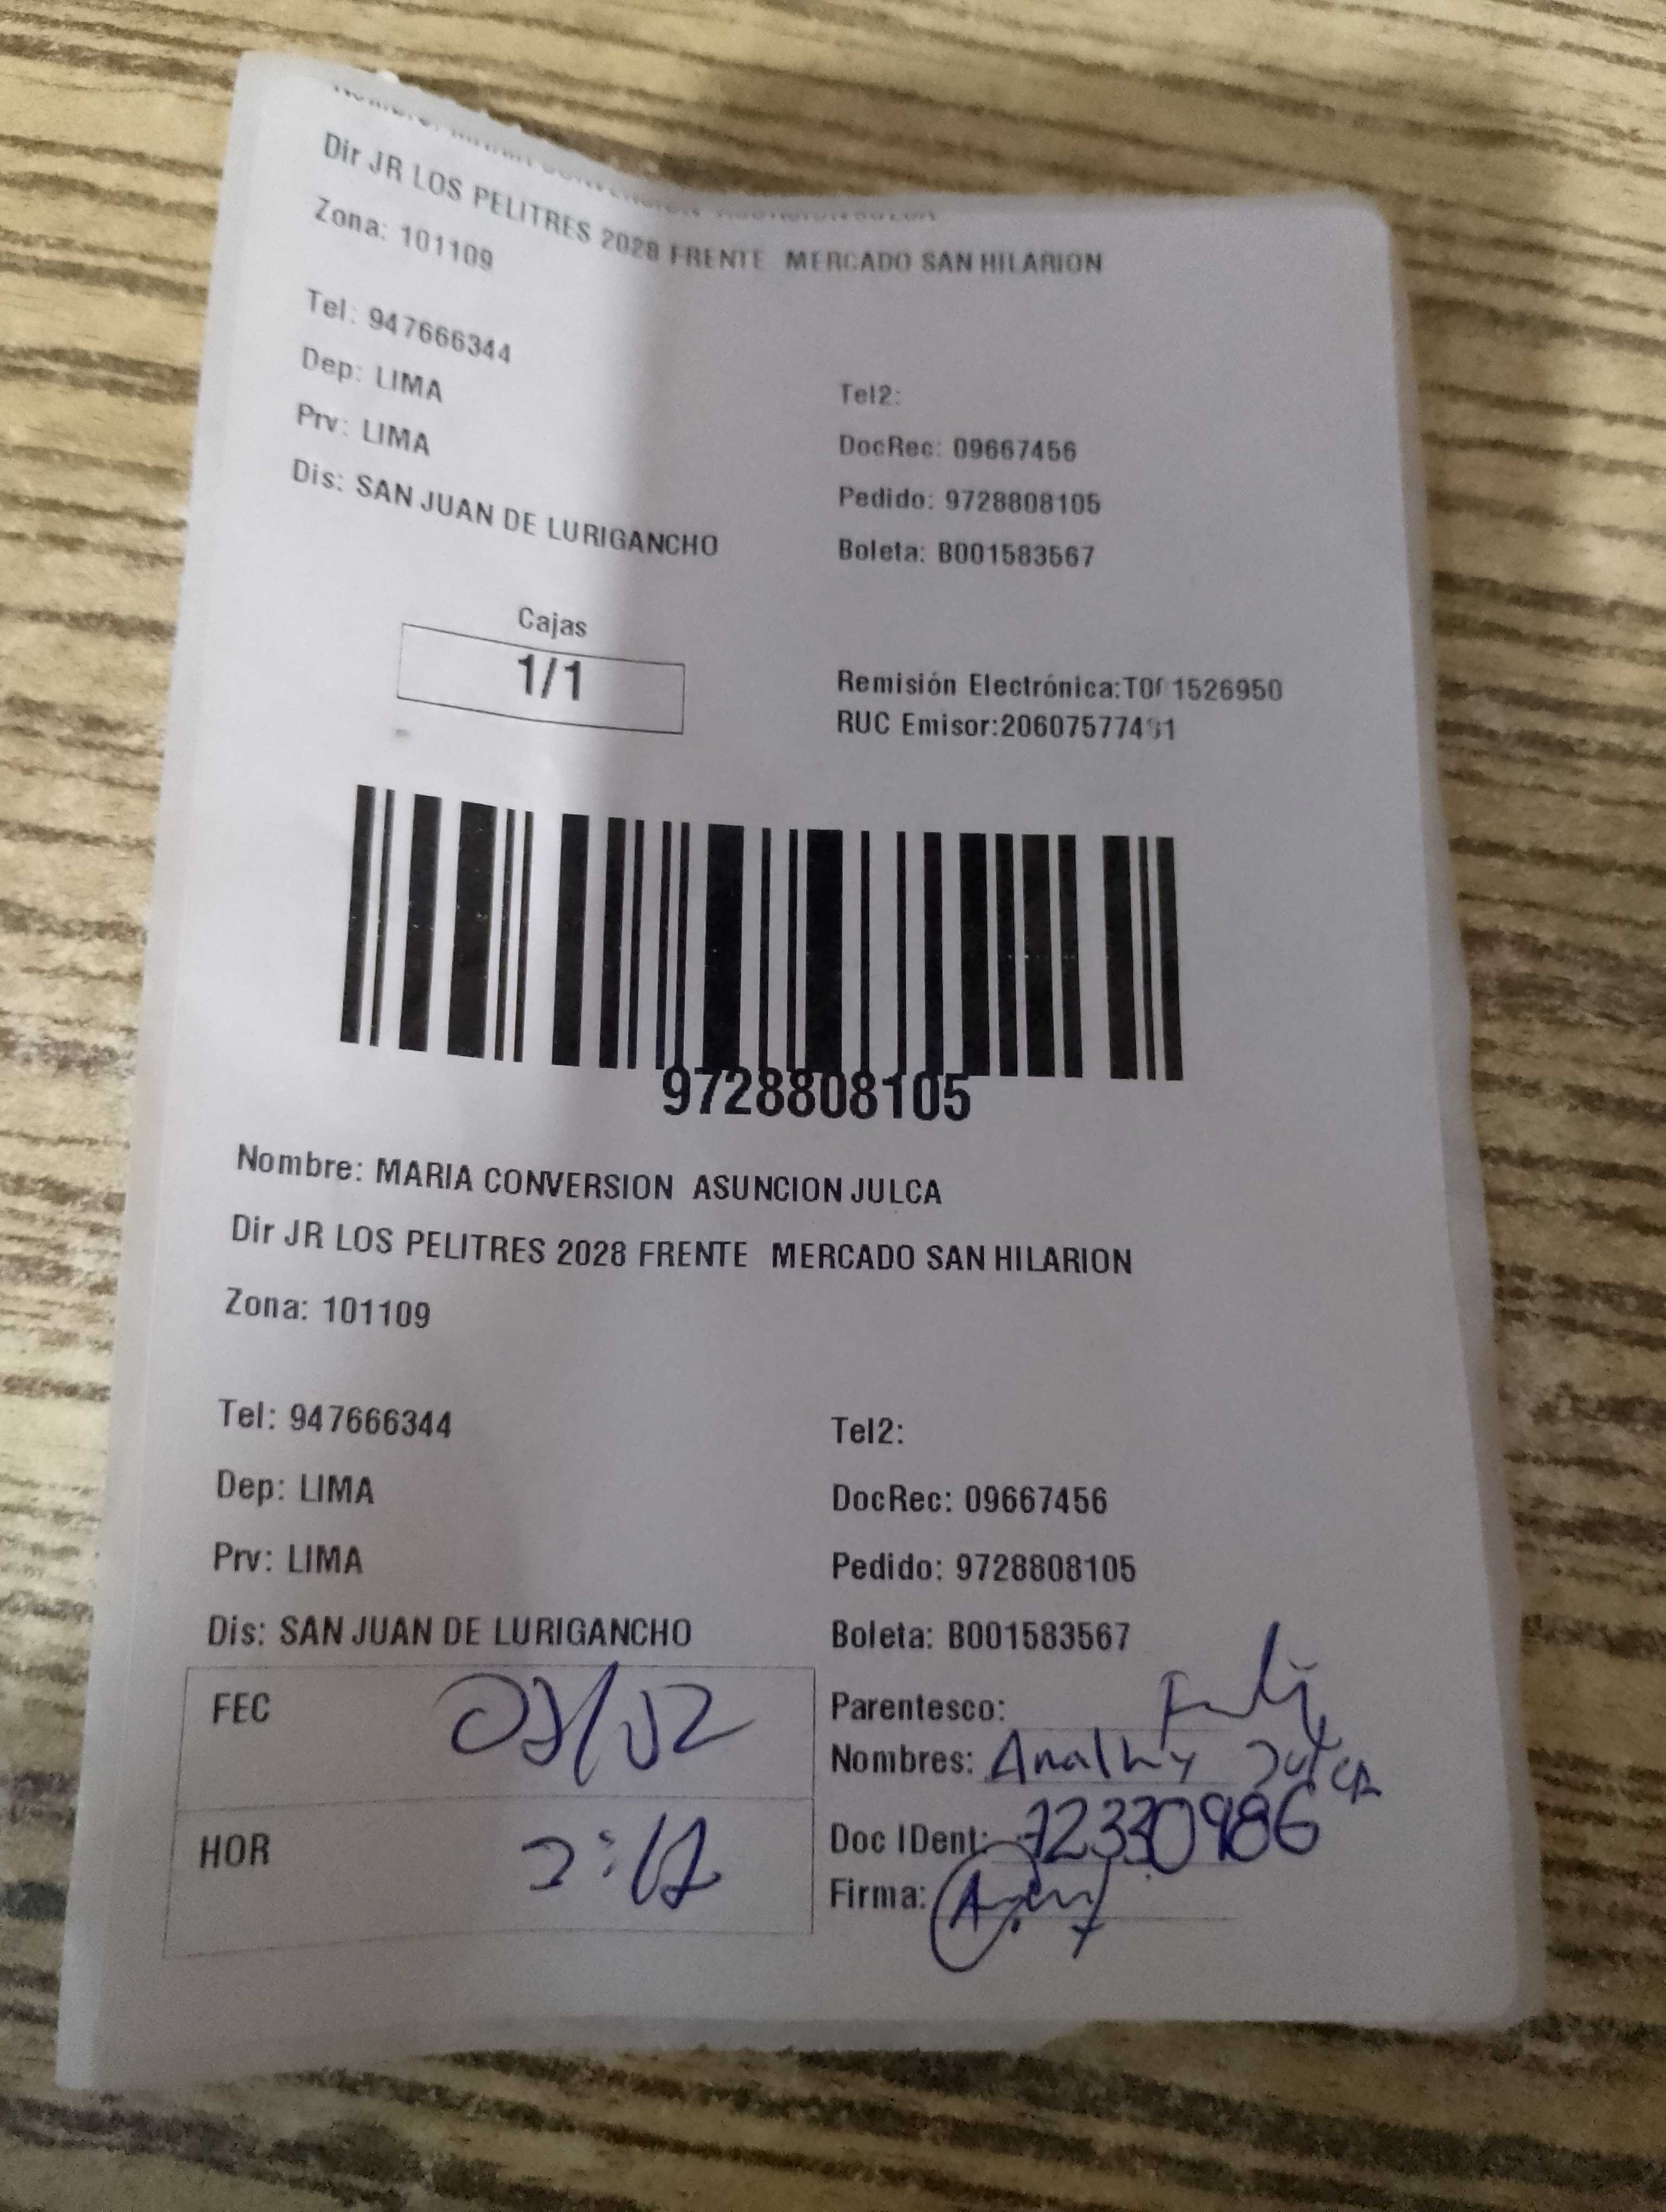 Dir JR LOS PELITRES 2028 FRENTE MERCADO SAN HILARION
Zona: 101109
Tel: 947666344
Dep: LIMA
Tel2:
Prv: LIMA
DocRec: 09667456
Dis: SAN JUAN DE LURIGANCHO
Pedido: 9728808105
Boleta: B001583567
Cajas
1/1
Remisión Electrónica:
RUC Emisor:
9728808105
Nombre: MARIA CONVERSION ASUNCION JULCA
Dir JR LOS PELITRES 2028 FRENTE MERCADO SAN HILARION
Zona: 101109
Tel: 947666344
Tel2:
Dep: LIMA
DocRec: 09667456
Prv: LIMA
Pedido: 9728808105
Dis: SAN JUAN DE LURIGANCHO
Boleta: B001583567
FEC
Parentesco:
Nombres: Julca
HOR
Doc IDent: 72330986
Firma: